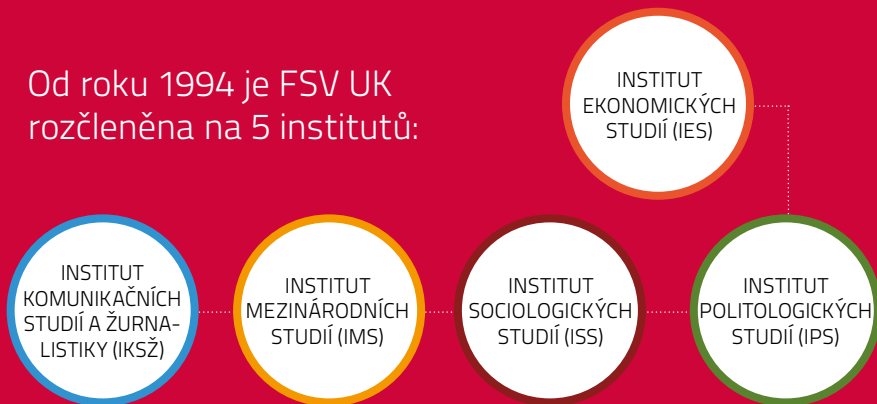 Od roku 1994 je FSV UK
rozčleněna na 5 institutů:
INSTITUT
EKONOMICKÝCH
STUDIÍ (IES)
INSTITUT
KOMUNIKAČNÍCH
STUDIÍ A ŽURNA-
LISTIKY (IKSŽ)
INSTITUT
MEZINÁRODNÍCH
STUDIÍ (IMS)
INSTITUT
SOCIOLOGICKÝCH
STUDIÍ (ISS)
INSTITUT
POLITOLOGICKÝCH
STUDIÍ (IPS)